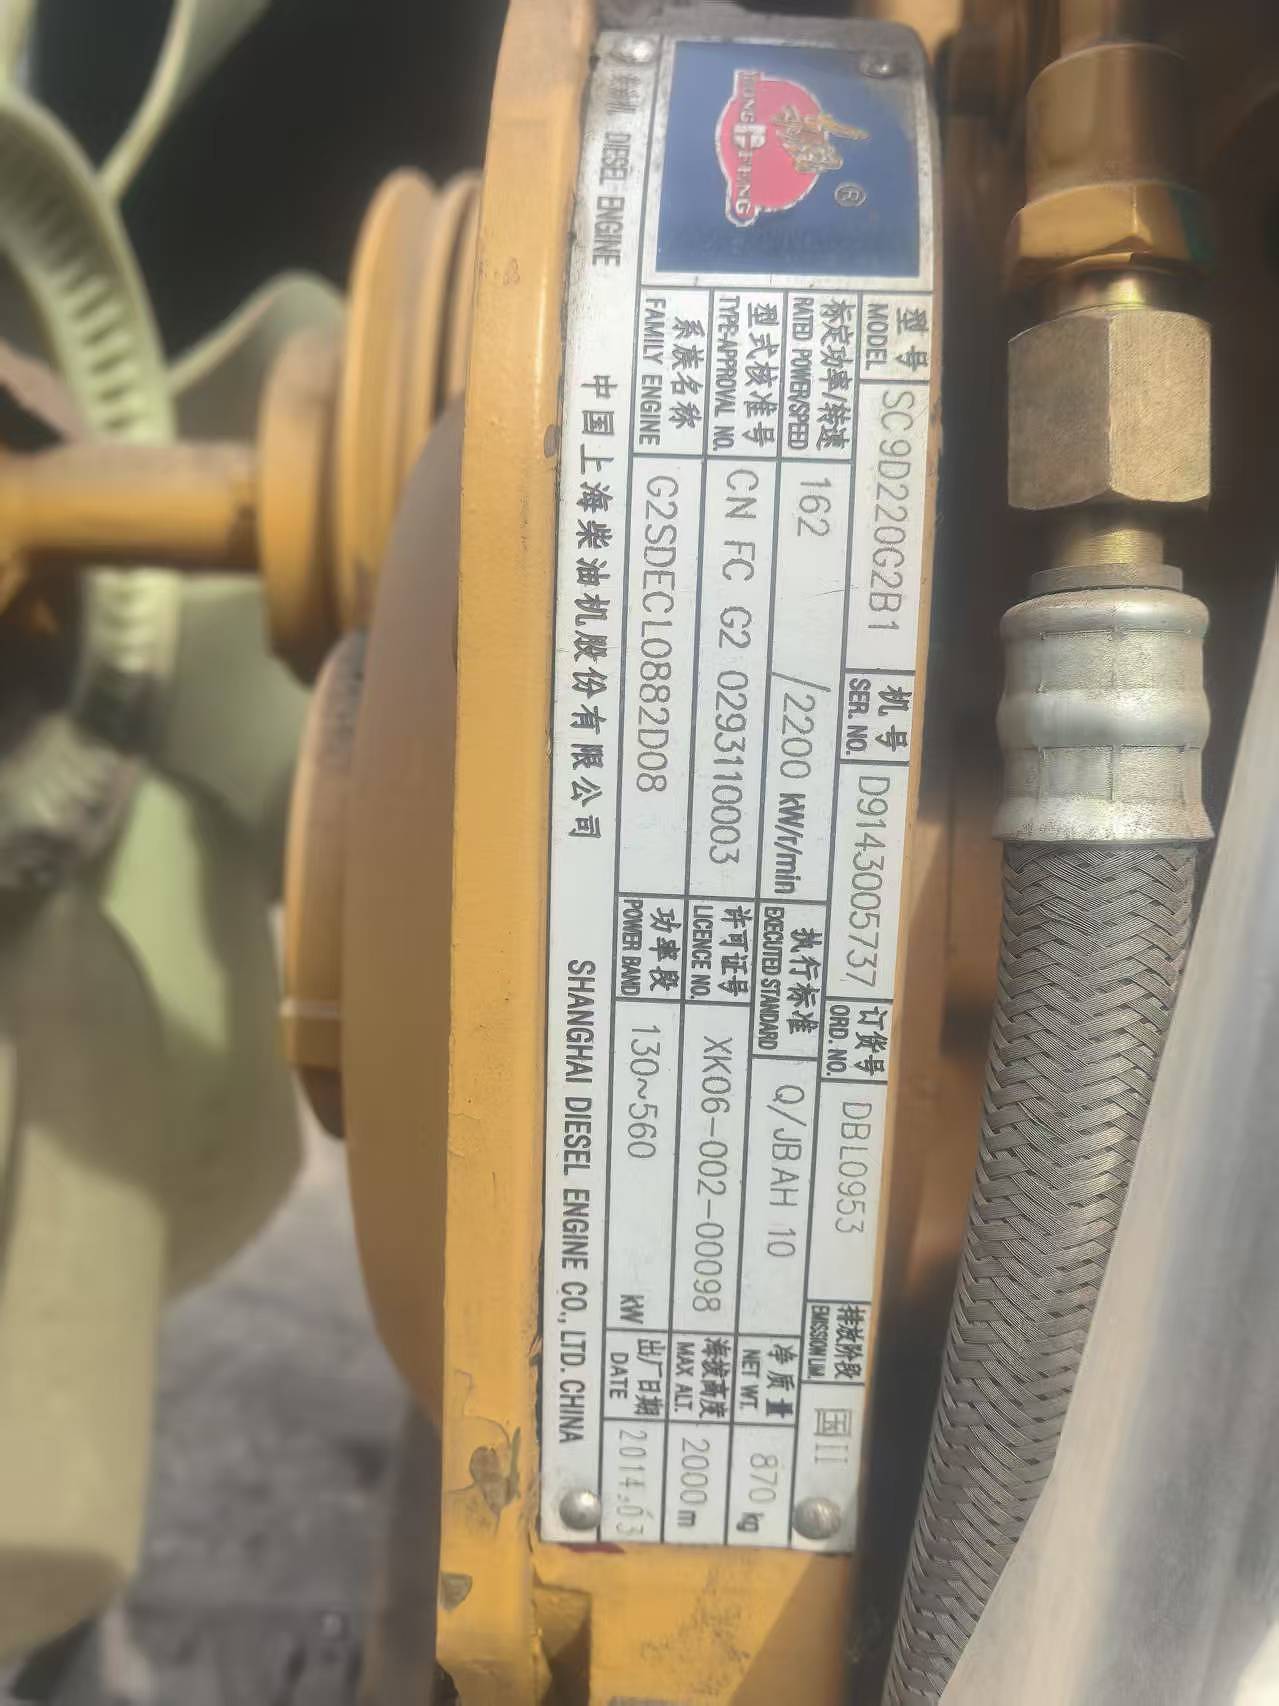 DONG FENG
®
柴油机 DIESEL ENGINE
型号 MODEL SC9D220G2B1 机号 SER. NO. D9143005737 订货号 ORD. NO. DBL0953 排放阶段 EMISSION LIM. 国II
标定功率/转速 RATED POWER/SPEED 162 /2200 kW/r/min 执行标准 EXECUTED STANDARD Q/JBAH 10 净质量 NET WT. 870 kg
型式核准号 TYPE-APPROVAL NO. CN FC G2 0293110003 许可证号 LICENCE NO. XK06-002-00098 海拔高度 MAX ALT. 2000 m
系族名称 FAMILY ENGINE G2SDECL0882D08 功率段 POWER BAND 130~560 kW 出厂日期 DATE 2014.03
中国上海柴油机股份有限公司 SHANGHAI DIESEL ENGINE CO., LTD. CHINA